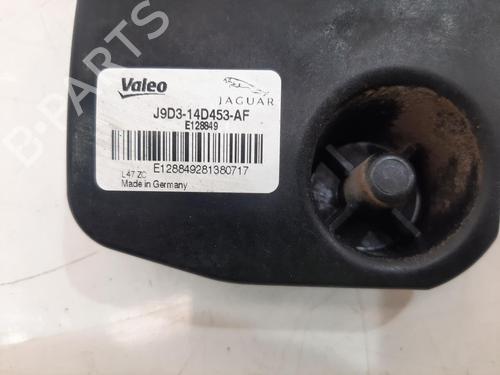 B-PARTS
Valeo
JAGUAR
J9D3-14D453-AF
E128849
E128849281380717
L47 ZC
Made in Germany